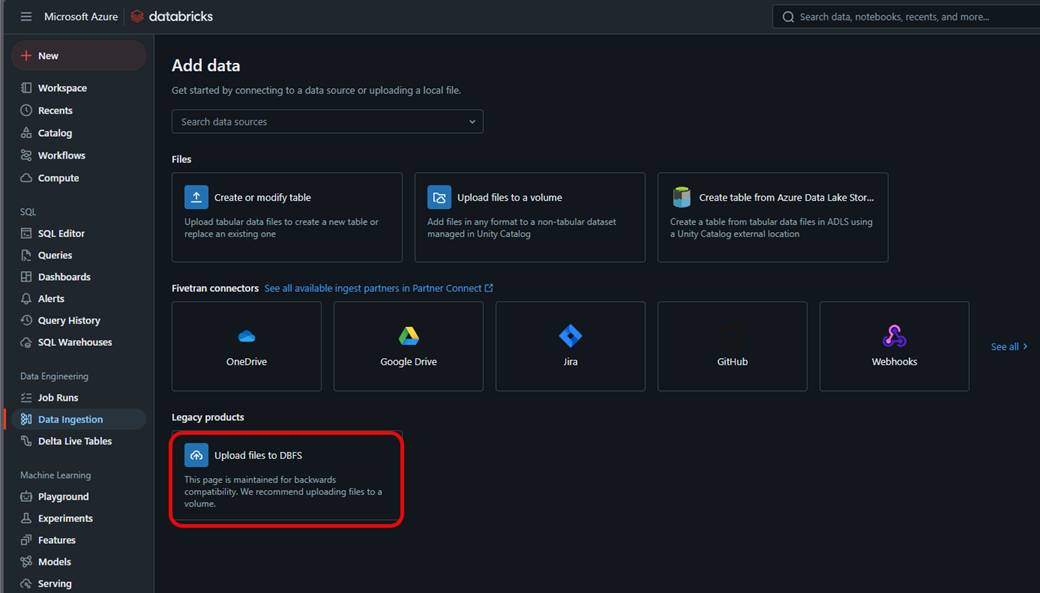 Microsoft Azure databricks
Search data, notebooks, recents, and more...
New
Workspace
Recents
Catalog
Workflows
Compute
SQL
SQL Editor
Queries
Dashboards
Alerts
Query History
SQL Warehouses
Data Engineering
Job Runs
Data Ingestion
Delta Live Tables
Machine Learning
Playground
Experiments
Features
Models
Serving
Add data
Get started by connecting to a data source or uploading a local file.
Search data sources
Files
Create or modify table
Upload tabular data files to create a new table or
replace an existing one
Upload files to a volume
Add files in any format to a non-tabular dataset
managed in Unity Catalog
Create table from Azure Data Lake Stor...
Create a table from tabular data files in ADLS using
a Unity Catalog external location
Fivetran connectors See all available ingest partners in Partner Connect
OneDrive
Google Drive
Jira
GitHub
Webhooks
See all
Legacy products
Upload files to DBFS
This page is maintained for backwards
compatibility. We recommend uploading files to a
volume.